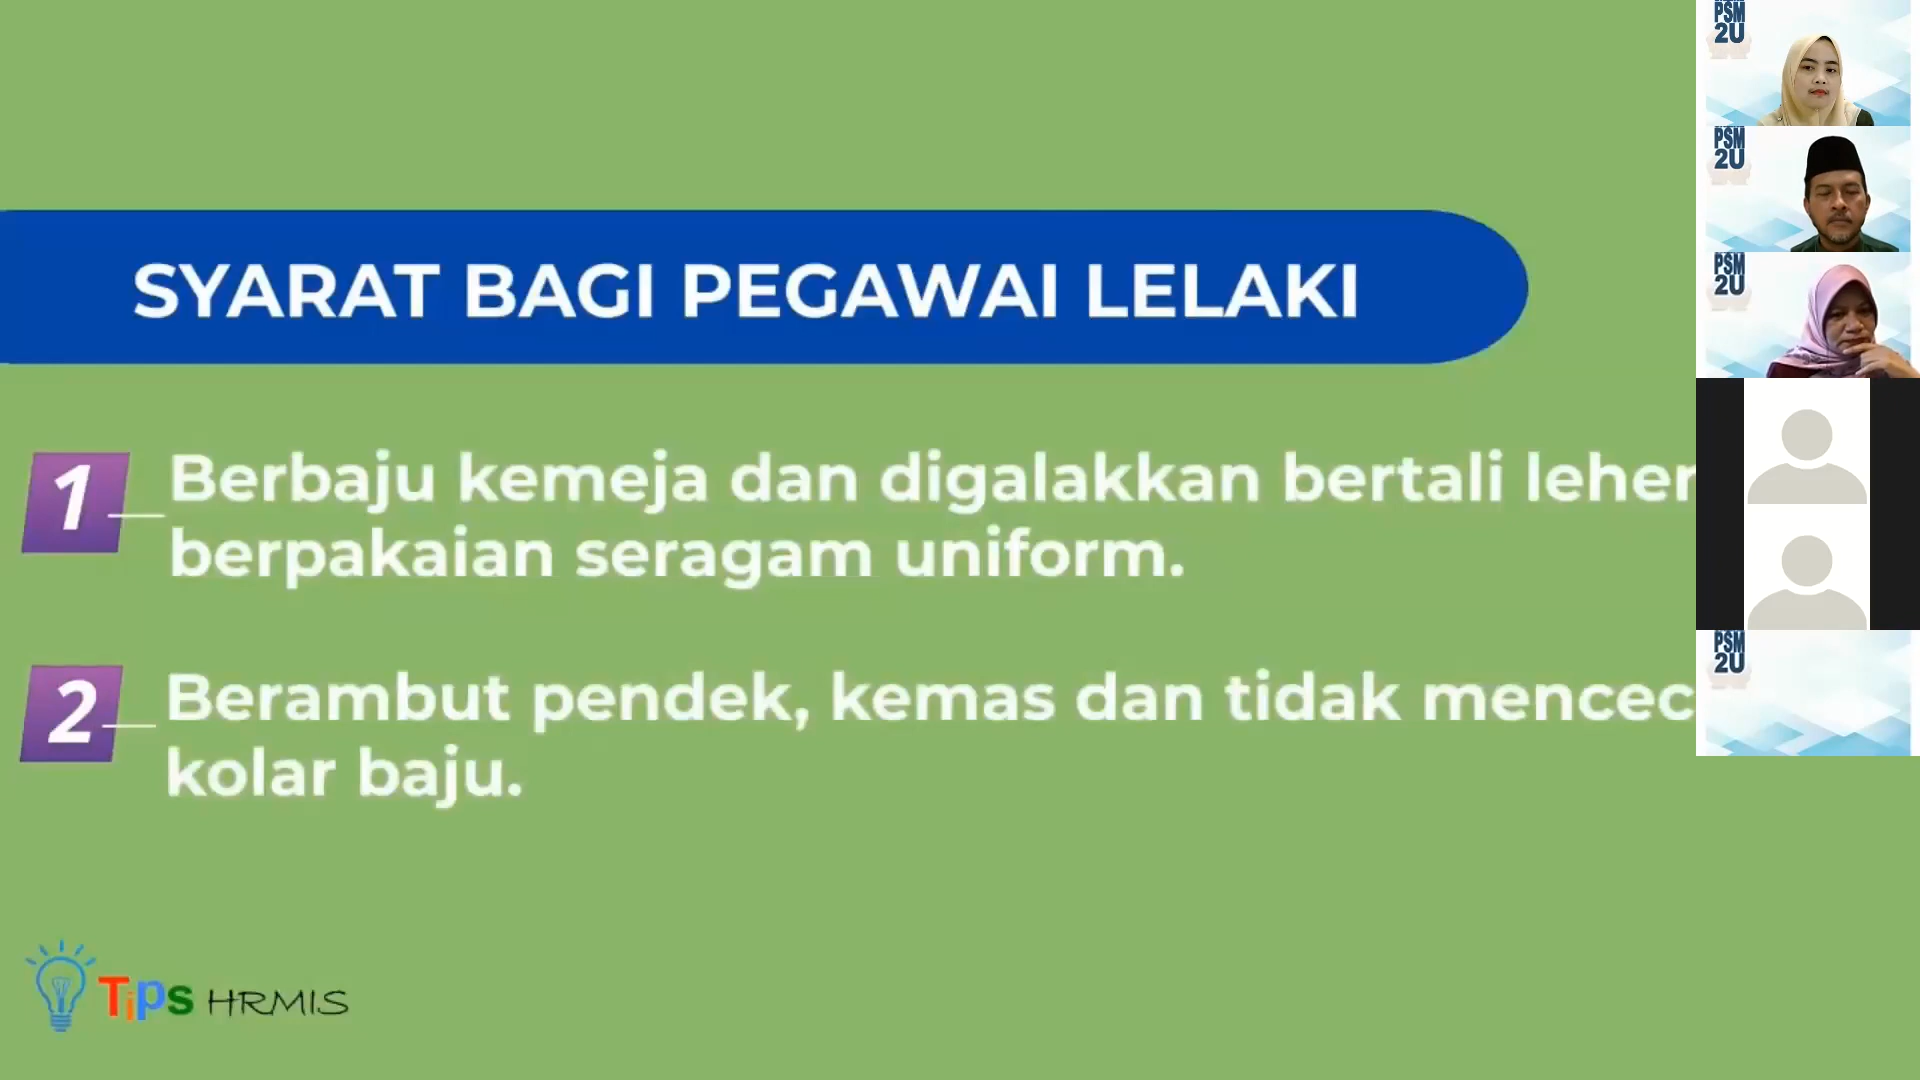 SYARAT BAGI PEGAWAI LELAKI
1
Berbaju kemeja dan digalakkan bertali leher
berpakaian seragam uniform.
2
Berambut pendek, kemas dan tidak
kolar baju.
Tips HRMIS
PSM
2U
PSM
2U
PSM
2U
PSM
2U